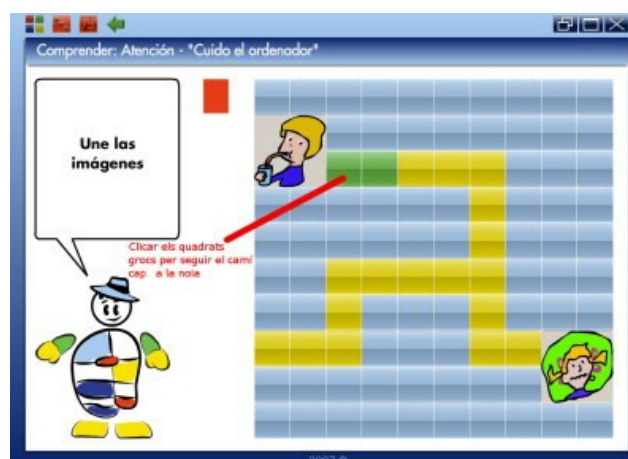 Comprender: Atención - "Cuido el ordenador"
Une las
imágenes
Clicar els quadrats
grocs per seguir el camí
cap a la noia